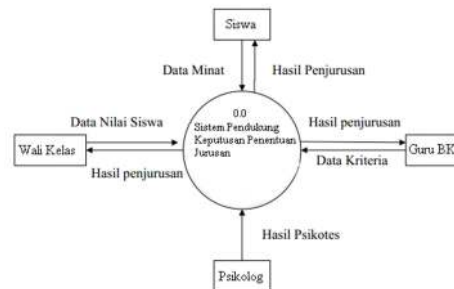 Siswa
Data Minat
Hasil Penjurusan
0.0
Sistem Pendukung
Keputusan Penentuan
Jurusan
Data Nilai Siswa
Hasil penjurusan
Wali Kelas
Hasil penjurusan
Data Kriteria
Guru BK
Hasil Psikotes
Psikolog